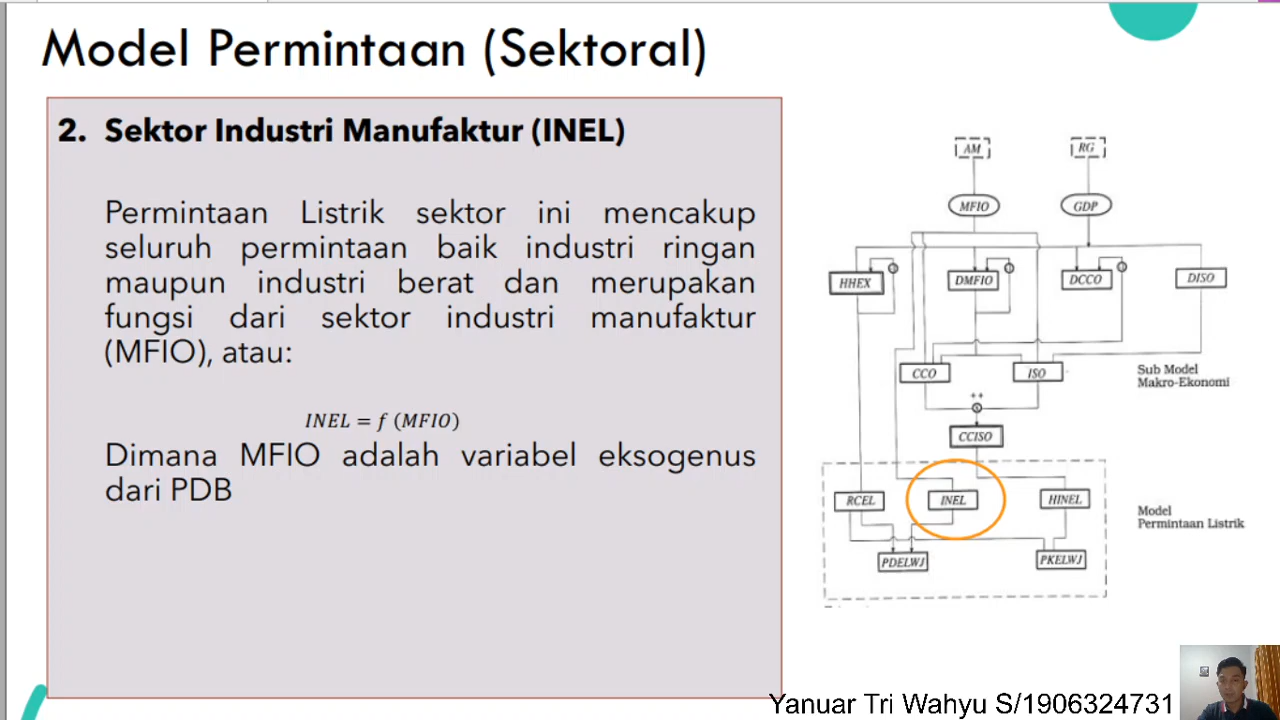 Model Permintaan (Sektoral)
2. Sektor Industri Manufaktur (INEL)
Permintaan Listrik sektor ini mencakup
seluruh permintaan baik industri ringan
maupun industri berat dan merupakan
fungsi dari sektor industri manufaktur
(MFIO), atau:
INEL = f (MFIO)
Dimana MFIO adalah variabel eksogenus
dari PDB
AM
RG
MFIO
GDP
HHEX
DMFIO
DCCO
DISO
CCO
ISO
Sub Model
Makro-Ekonomi
++
CCISO
RCEL
INEL
HINEL
Model
Permintaan Listrik
PDELWJ
PKELWJ
Yanuar Tri Wahyu S/1906324731